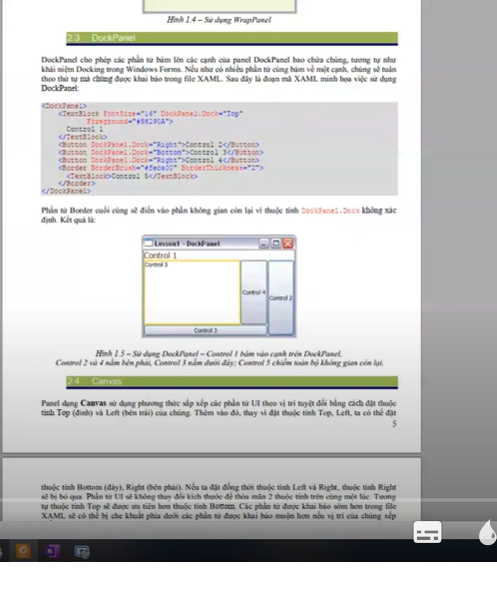 Hình 1.4 – Sử dụng WrapPanel
2.3 DockPanel
DockPanel cho phép các phần tử bám lên các cạnh của panel DockPanel bao chứa chúng, tương tự như
khái niệm Docking trong Windows Forms. Nếu như có nhiều phần tử cùng bám về một cạnh, chúng sẽ tuân
theo thứ tự mà chúng được khai báo trong file XAML. Sau đây là đoạn mã XAML minh họa việc sử dụng
DockPanel:
<DockPanel>
<TextBlock FontSize="16" DockPanel.Dock="Top"
Foreground="#58290A">
Control 1
</TextBlock>
<Button DockPanel.Dock="Right">Control 2</Button>
<Button DockPanel.Dock="Bottom">Control 3</Button>
<Button DockPanel.Dock="Right">Control 4</Button>
<Border BorderBrush="#feca00" BorderThickness="2">
<TextBlock>Control 5</TextBlock>
</Border>
</DockPanel>
Phần tử Border cuối cùng sẽ điền vào phần không gian còn lại vì thuộc tính DockPanel.Dock không xác
định. Kết quả là:
Lesson1 - DockPanel
Control 1
Control 5
Control 4
Control 2
Control 3
Hình 1.5 – Sử dụng DockPanel – Control 1 bám vào cạnh trên DockPanel,
Control 2 và 4 nằm bên phải, Control 3 nằm dưới đáy; Control 5 chiếm toàn bộ không gian còn lại.
2.4 Canvas
Panel dạng Canvas sử dụng phương thức sắp xếp các phần tử UI theo vị trí tuyệt đối bằng cách đặt thuộc
tính Top (đỉnh) và Left (bên trái) của chúng. Thêm vào đó, thay vì đặt thuộc tính Top, Left, ta có thể đặt
5
thuộc tính Bottom (đáy), Right (bên phải). Nếu ta đặt đồng thời thuộc tính Left và Right, thuộc tính Right
sẽ bị bỏ qua. Phần tử UI sẽ không thay đổi kích thước để thỏa mãn 2 thuộc tính trên cùng một lúc. Tương
tự thuộc tính Top sẽ được ưu tiên hơn thuộc tính Bottom. Các phần tử được khai báo sớm hơn trong file
XAML sẽ có thể bị che khuất phía dưới các phần tử được khai báo muộn hơn nếu vị trí của chúng xếp